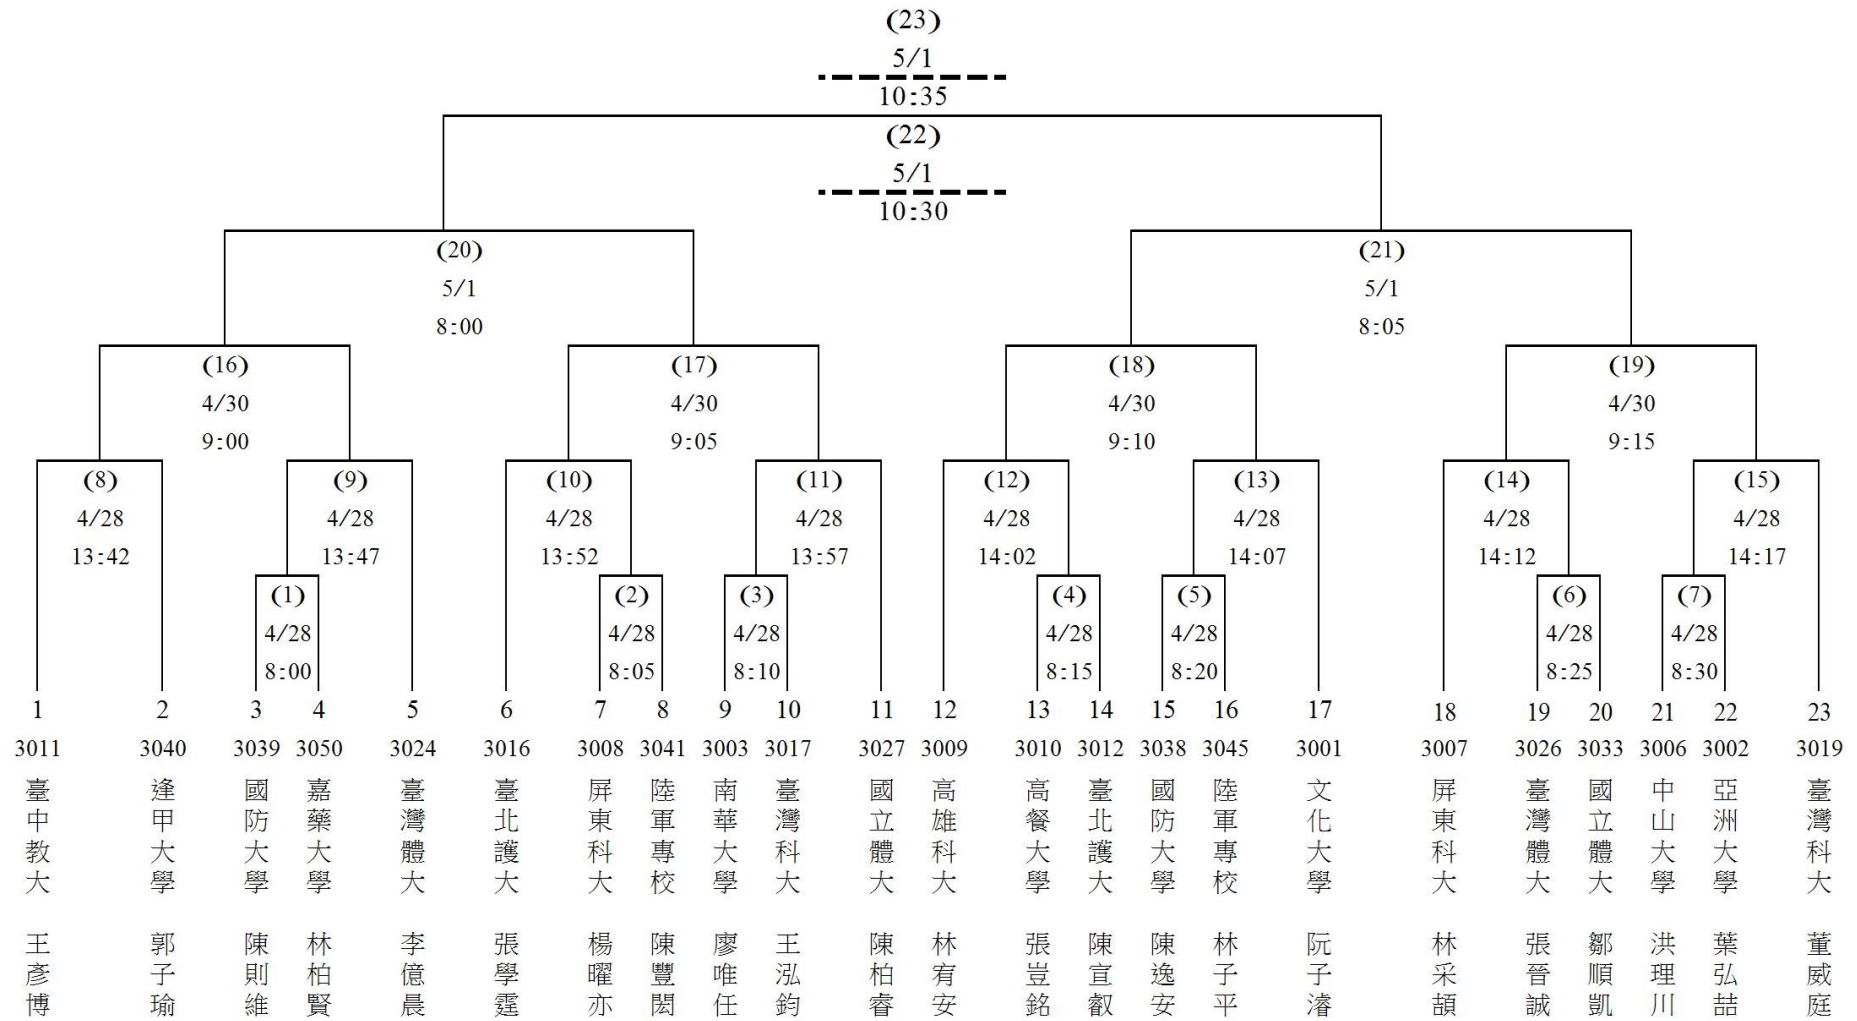 (23)
5/1
10:35
(22)
5/1
10:30
(20) (21)
5/1 5/1
8:00 8:05
(16) (17) (18) (19)
4/30 4/30 4/30 4/30
9:00 9:05 9:10 9:15
(8) (9) (10) (11) (12) (13) (14) (15)
4/28 4/28 4/28 4/28 4/28 4/28 4/28 4/28
13:42 13:47 13:52 13:57 14:02 14:07 14:12 14:17
(1) (2) (3) (4) (5) (6) (7)
4/28 4/28 4/28 4/28 4/28 4/28 4/28
8:00 8:05 8:10 8:15 8:20 8:25 8:30
1 2 3 4 5 6 7 8 9 10 11 12 13 14 15 16 17 18 19 20 21 22 23
3011 3040 3039 3050 3024 3016 3008 3041 3003 3017 3027 3009 3010 3012 3038 3045 3001 3007 3026 3033 3006 3002 3019
臺中教大 王彥博
逢甲大學 郭子瑜
國防大學 陳則維
嘉藥大學 林柏賢
臺灣體大 李億晨
臺北護大 張學霆
屏東科大 楊曜亦
陸軍專校 陳豐閎
南華大學 廖唯任
臺灣科大 王泓鈞
國立體大 陳柏睿
高雄科大 林宥安
高餐大學 張豈銘
臺北護大 陳宣叡
國防大學 陳逸安
陸軍專校 林子平
文化大學 阮子濬
屏東科大 林采頡
臺灣體大 張晉誠
國立體大 鄒順凱
中山大學 洪理川
亞洲大學 葉弘喆
臺灣科大 董威庭